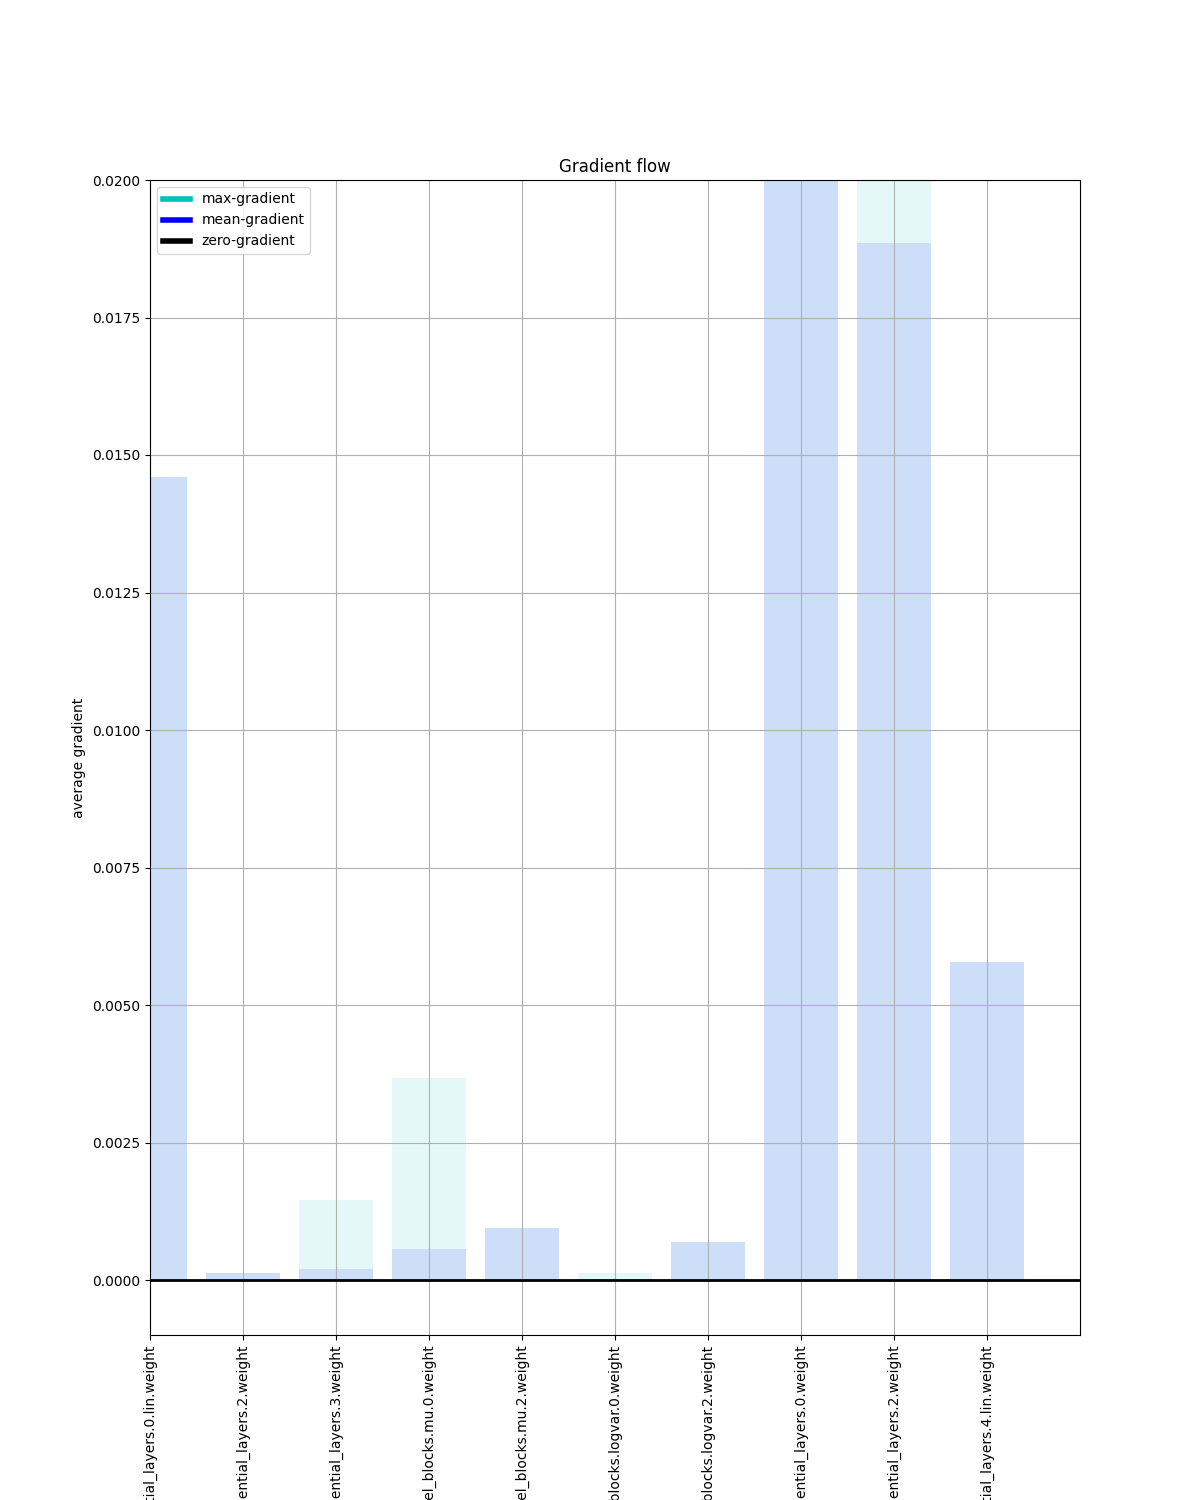 Gradient flow
max-gradient
mean-gradient
zero-gradient
0.0200
0.0175
0.0150
0.0125
0.0100
0.0075
0.0050
0.0025
0.0000
average gradient
tial_layers.0.lin.weight
ential_layers.2.weight
ential_layers.3.weight
el_blocks.mu.0.weight
el_blocks.mu.2.weight
blocks.logvar.0.weight
blocks.logvar.2.weight
ential_layers.0.weight
ential_layers.2.weight
tial_layers.4.lin.weight